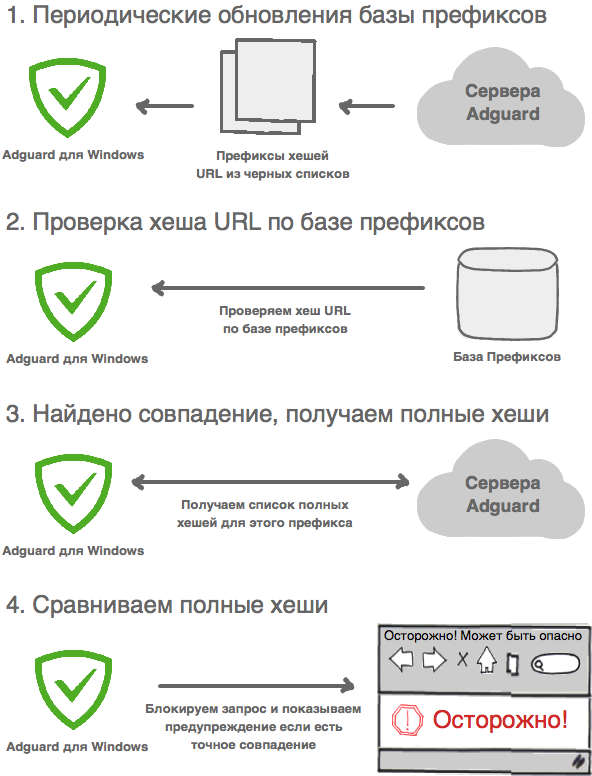 1. Периодические обновления базы префиксов
Сервера
Adguard
Adguard для Windows
Префиксы хешей
URL из черных списков
2. Проверка хеша URL по базе префиксов
Проверяем хеш URL
по базе префиксов
Adguard для Windows
База Префиксов
3. Найдено совпадение, получаем полные хеши
Сервера
Adguard
Получаем список полных
хешей для этого префикса
Adguard для Windows
4. Сравниваем полные хеши
Осторожно! Может быть опасно
Блокируем запрос и показываем
предупреждение если есть
точное совпадение
Adguard для Windows
Осторожно!